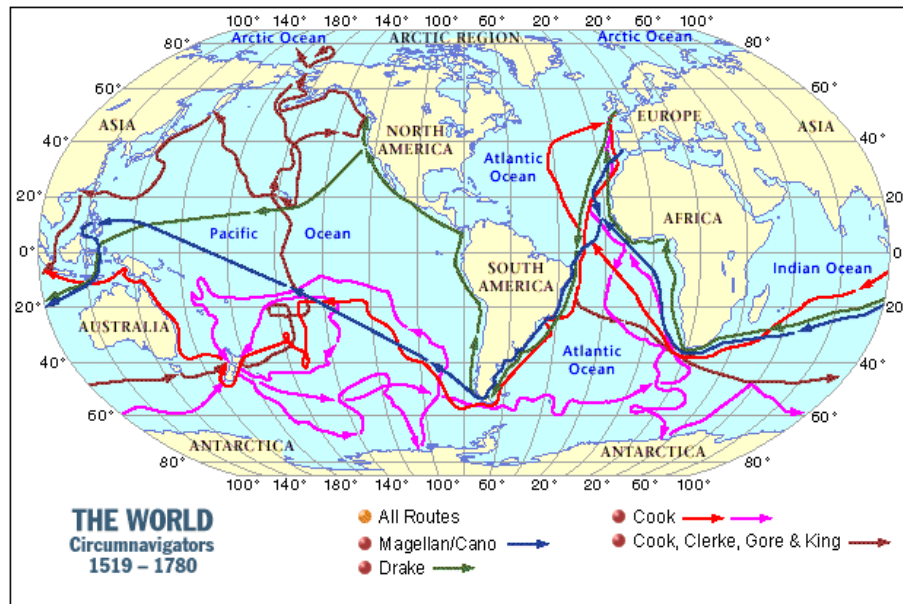 100° 140° 180° 140° 100° 60° 20° 20° 60° 100°
80° Arctic Ocean ARCTIC REGION Arctic Ocean 80°
60° 60°
ASIA NORTH AMERICA EUROPE ASIA
40° 40°
Atlantic Ocean
20° 20°
AFRICA
Pacific Ocean
0° 0°
SOUTH AMERICA Indian Ocean
20° 20°
AUSTRALIA
Atlantic Ocean
40° 40°
60° 60°
ANTARCTICA ANTARCTICA
80° 80°
100° 140° 180° 140° 100° 60° 20° 20° 60° 100°
THE WORLD
Circumnavigators
1519 – 1780
All Routes
Magellan/Cano
Drake
Cook
Cook, Clerke, Gore & King